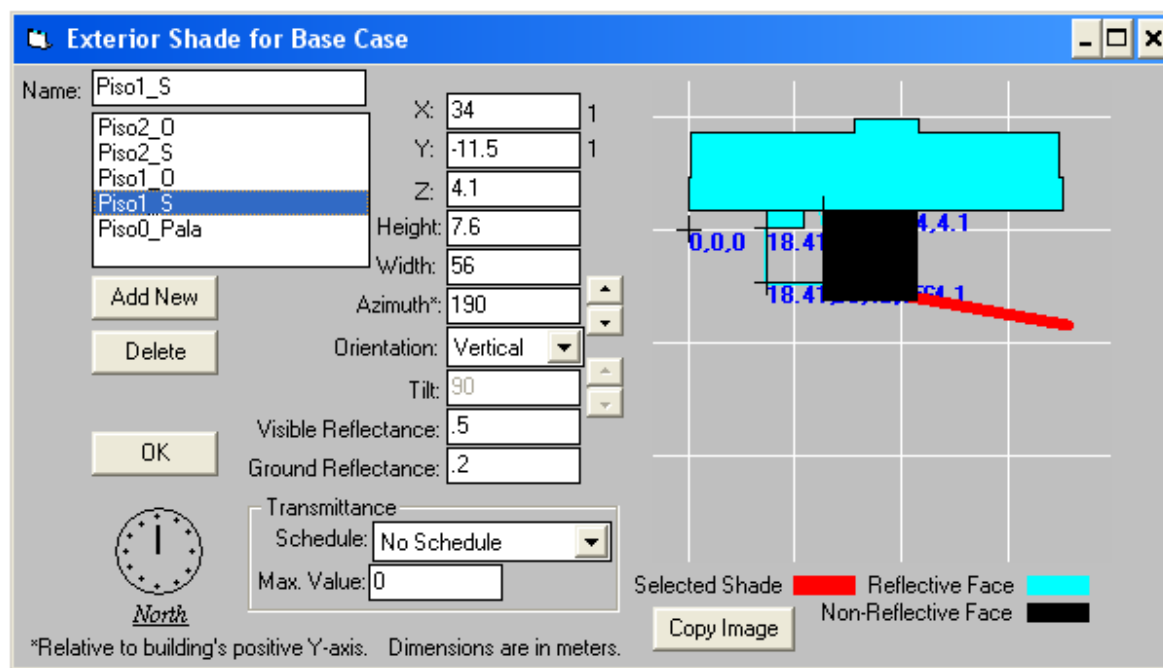 Exterior Shade for Base Case
Name: Piso1_S
Piso2_O
Piso2_S
Piso1_O
Piso1_S
Piso0_Pala
Add New
Delete
OK
North
X: 34 1
Y: -11.5 1
Z: 4.1
Height: 7.6
Width: 56
Azimuth*: 190
Orientation: Vertical
Tilt: 90
Visible Reflectance: .5
Ground Reflectance: .2
Transmittance
Schedule: No Schedule
Max. Value: 0
0,0,0 18.41 4,4.1
18.41
Selected Shade Reflective Face
Non-Reflective Face
Copy Image
*Relative to building's positive Y-axis. Dimensions are in meters.